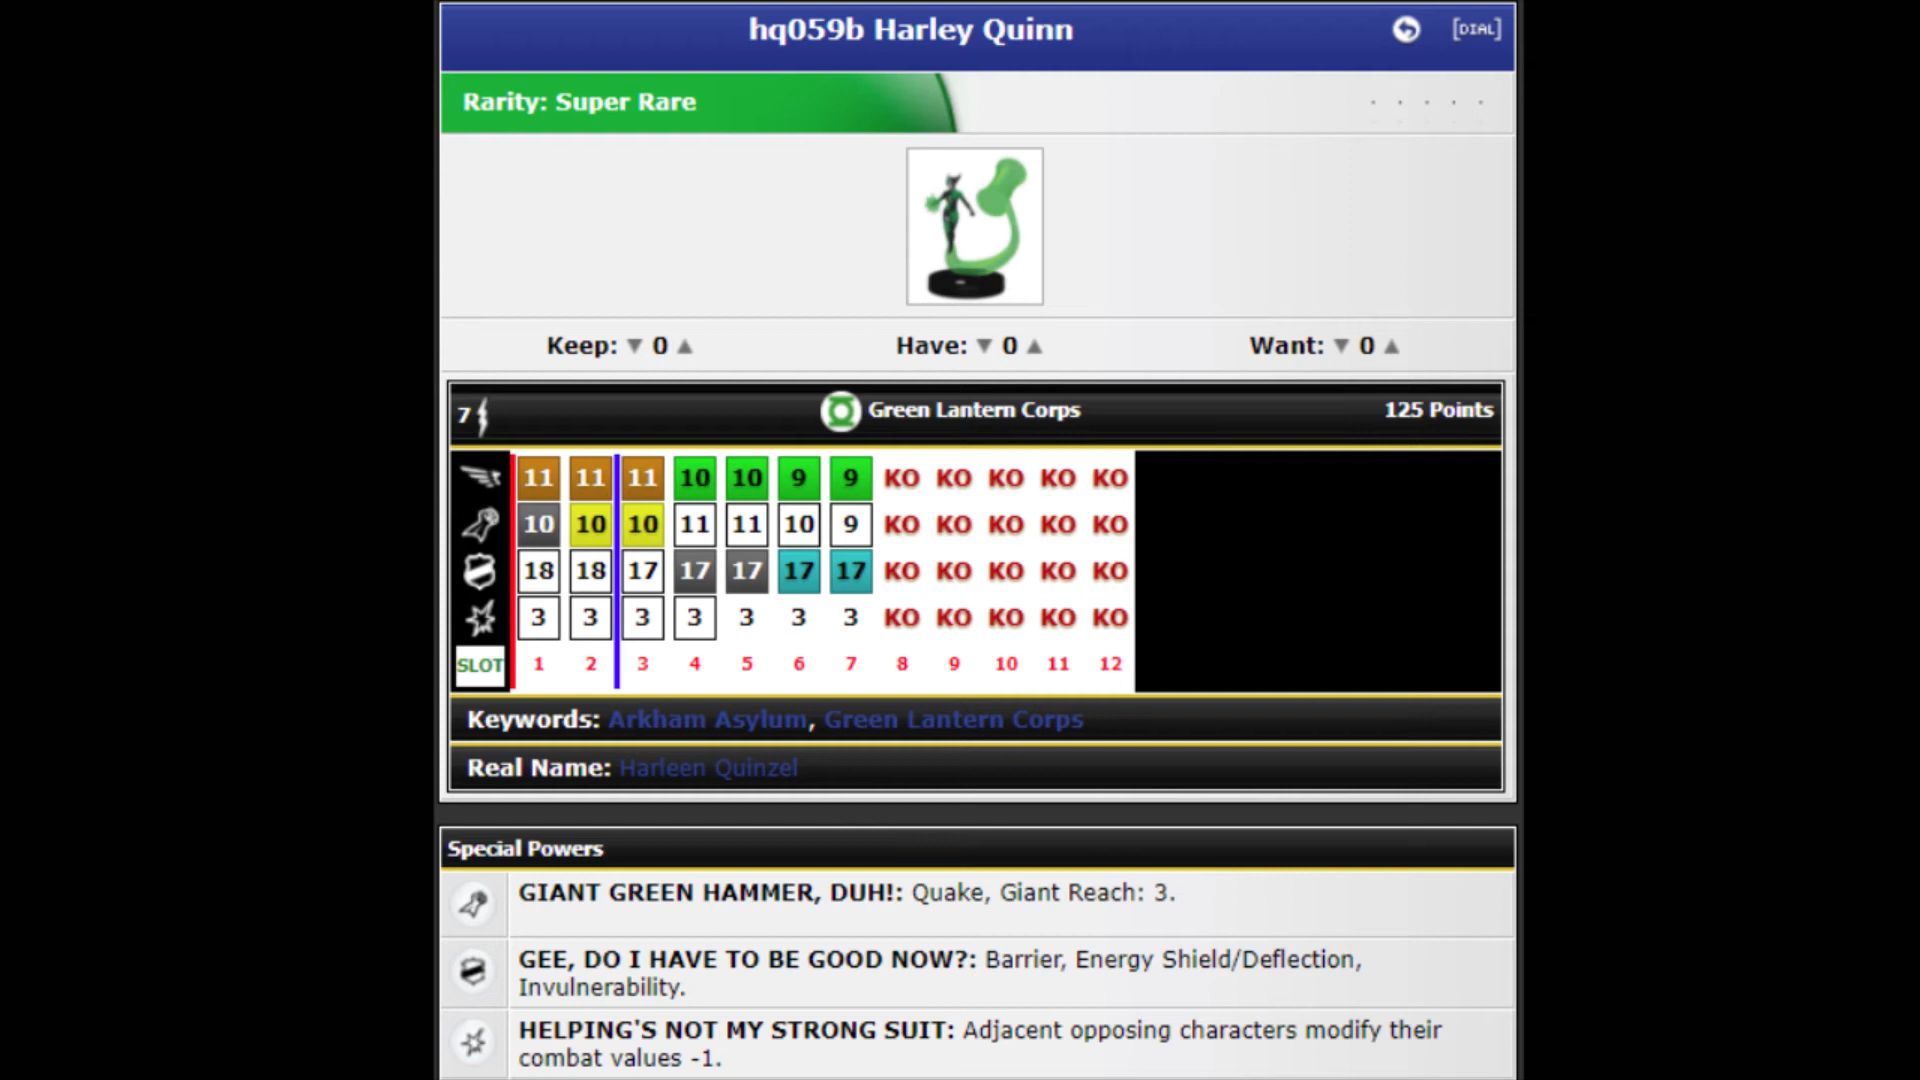 hq059b Harley Quinn
[DIAL]
Rarity: Super Rare
Keep: ▼ 0 ▲ Have: ▼ 0 ▲ Want: ▼ 0 ▲
7 Green Lantern Corps 125 Points
11 11 11 10 10 9 9 KO KO KO KO KO
10 10 10 11 11 10 9 KO KO KO KO KO
18 18 17 17 17 17 17 KO KO KO KO KO
3 3 3 3 3 3 3 KO KO KO KO KO
SLOT 1 2 3 4 5 6 7 8 9 10 11 12
Keywords: Arkham Asylum, Green Lantern Corps
Real Name: Harleen Quinzel
Special Powers
GIANT GREEN HAMMER, DUH!: Quake, Giant Reach: 3.
GEE, DO I HAVE TO BE GOOD NOW?: Barrier, Energy Shield/Deflection,
Invulnerability.
HELPING'S NOT MY STRONG SUIT: Adjacent opposing characters modify their
combat values -1.